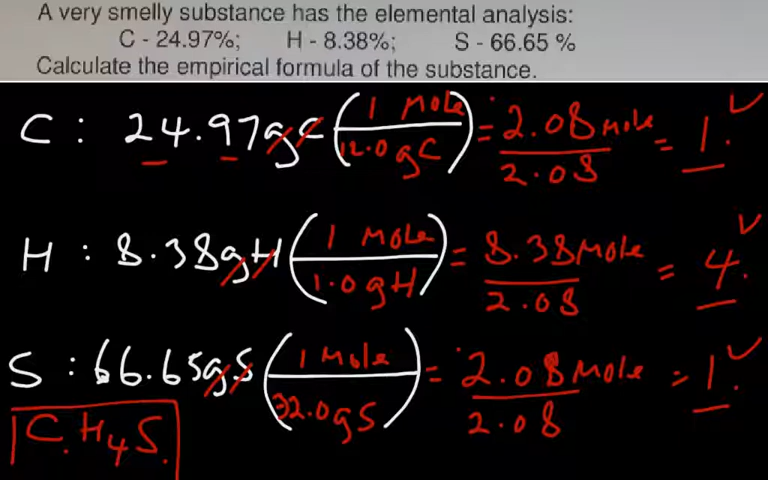 A very smelly substance has the elemental analysis:
C - 24.97%; H - 8.38%; S - 66.65 %
Calculate the empirical formula of the substance.
C : 24.97gC (1 Mole / 12.0gC) = 2.08 Mole / 2.08 = 1. ✓
H : 8.38gH (1 Mole / 1.0gH) = 8.38 Mole / 2.08 = 4. ✓
S : 66.65gS (1 Mole / 32.0gS) = 2.08 Mole / 2.08 = 1. ✓
C.H₄S.